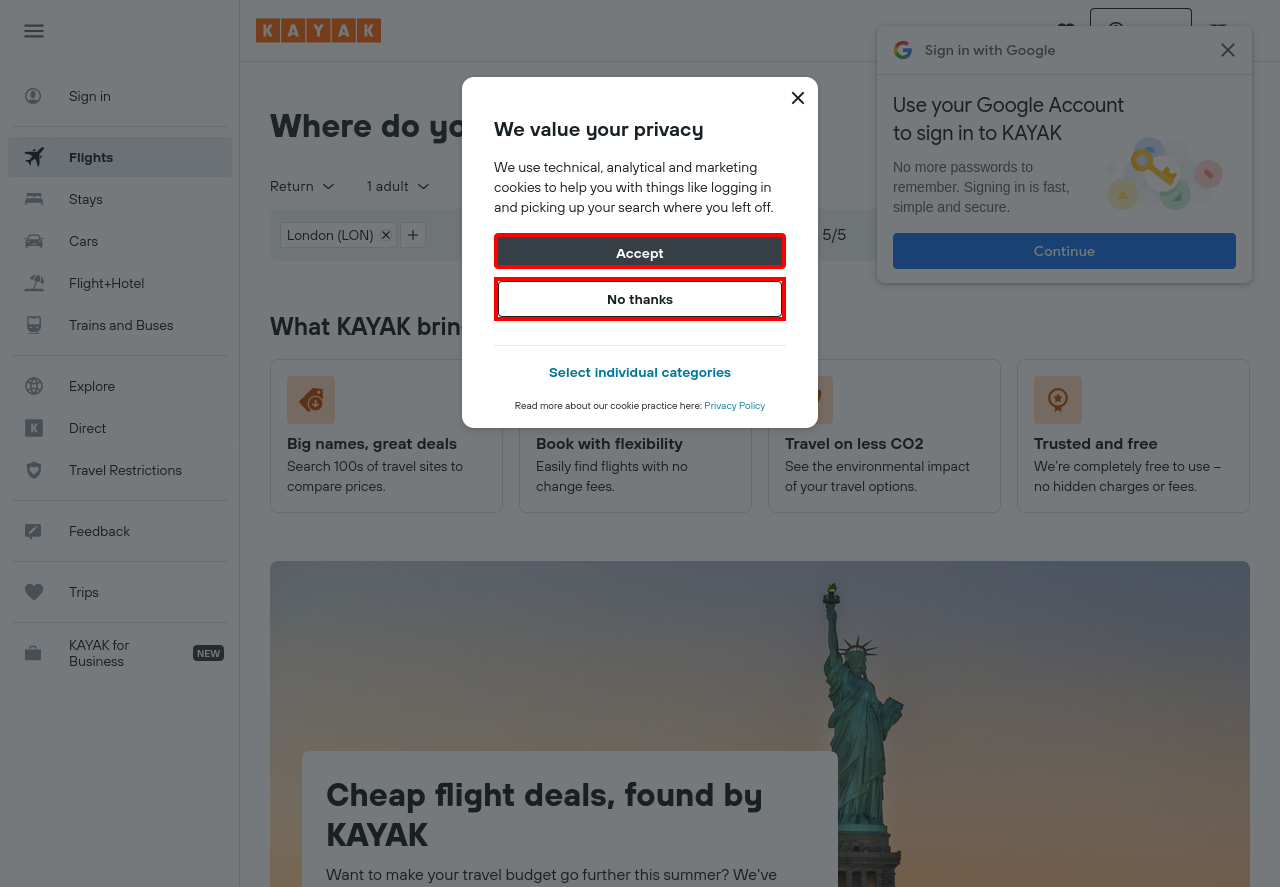 KAYAK
Sign in
Flights
Stays
Cars
Flight+Hotel
Trains and Buses
Explore
Direct
Travel Restrictions
Feedback
Trips
KAYAK for
Business
NEW
Where do yo
Return
1 adult
London (LON)
5/5
We value your privacy
We use technical, analytical and marketing
cookies to help you with things like logging in
and picking up your search where you left off.
Accept
No thanks
Select individual categories
Read more about our cookie practice here: Privacy Policy
Sign in with Google
Use your Google Account
to sign in to KAYAK
No more passwords to
remember. Signing in is fast,
simple and secure.
Continue
What KAYAK brin
Big names, great deals
Search 100s of travel sites to
compare prices.
Book with flexibility
Easily find flights with no
change fees.
Travel on less CO2
See the environmental impact
of your travel options.
Trusted and free
We're completely free to use –
no hidden charges or fees.
Cheap flight deals, found by
KAYAK
Want to make your travel budget go further this summer? We've